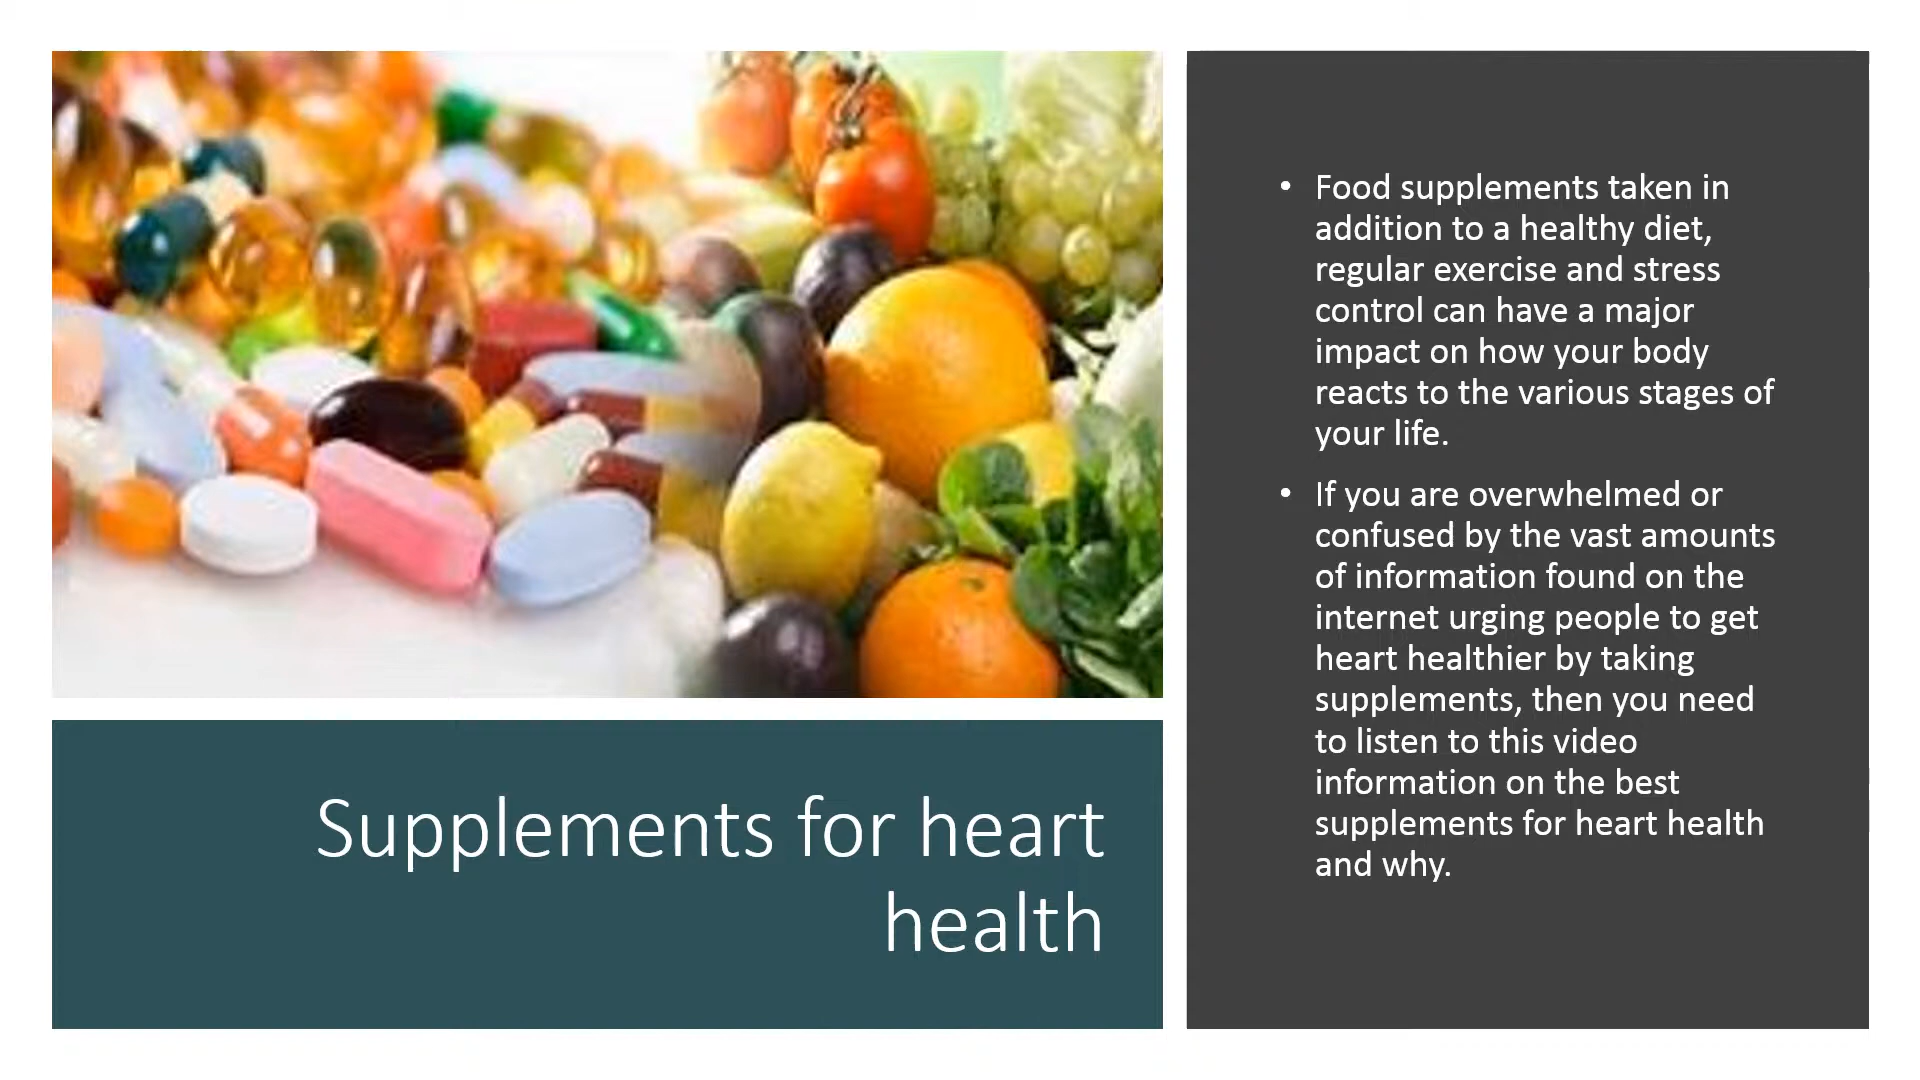 Supplements for heart
health
• Food supplements taken in
addition to a healthy diet,
regular exercise and stress
control can have a major
impact on how your body
reacts to the various stages of
your life.
• If you are overwhelmed or
confused by the vast amounts
of information found on the
internet urging people to get
heart healthier by taking
supplements, then you need
to listen to this video
information on the best
supplements for heart health
and why.